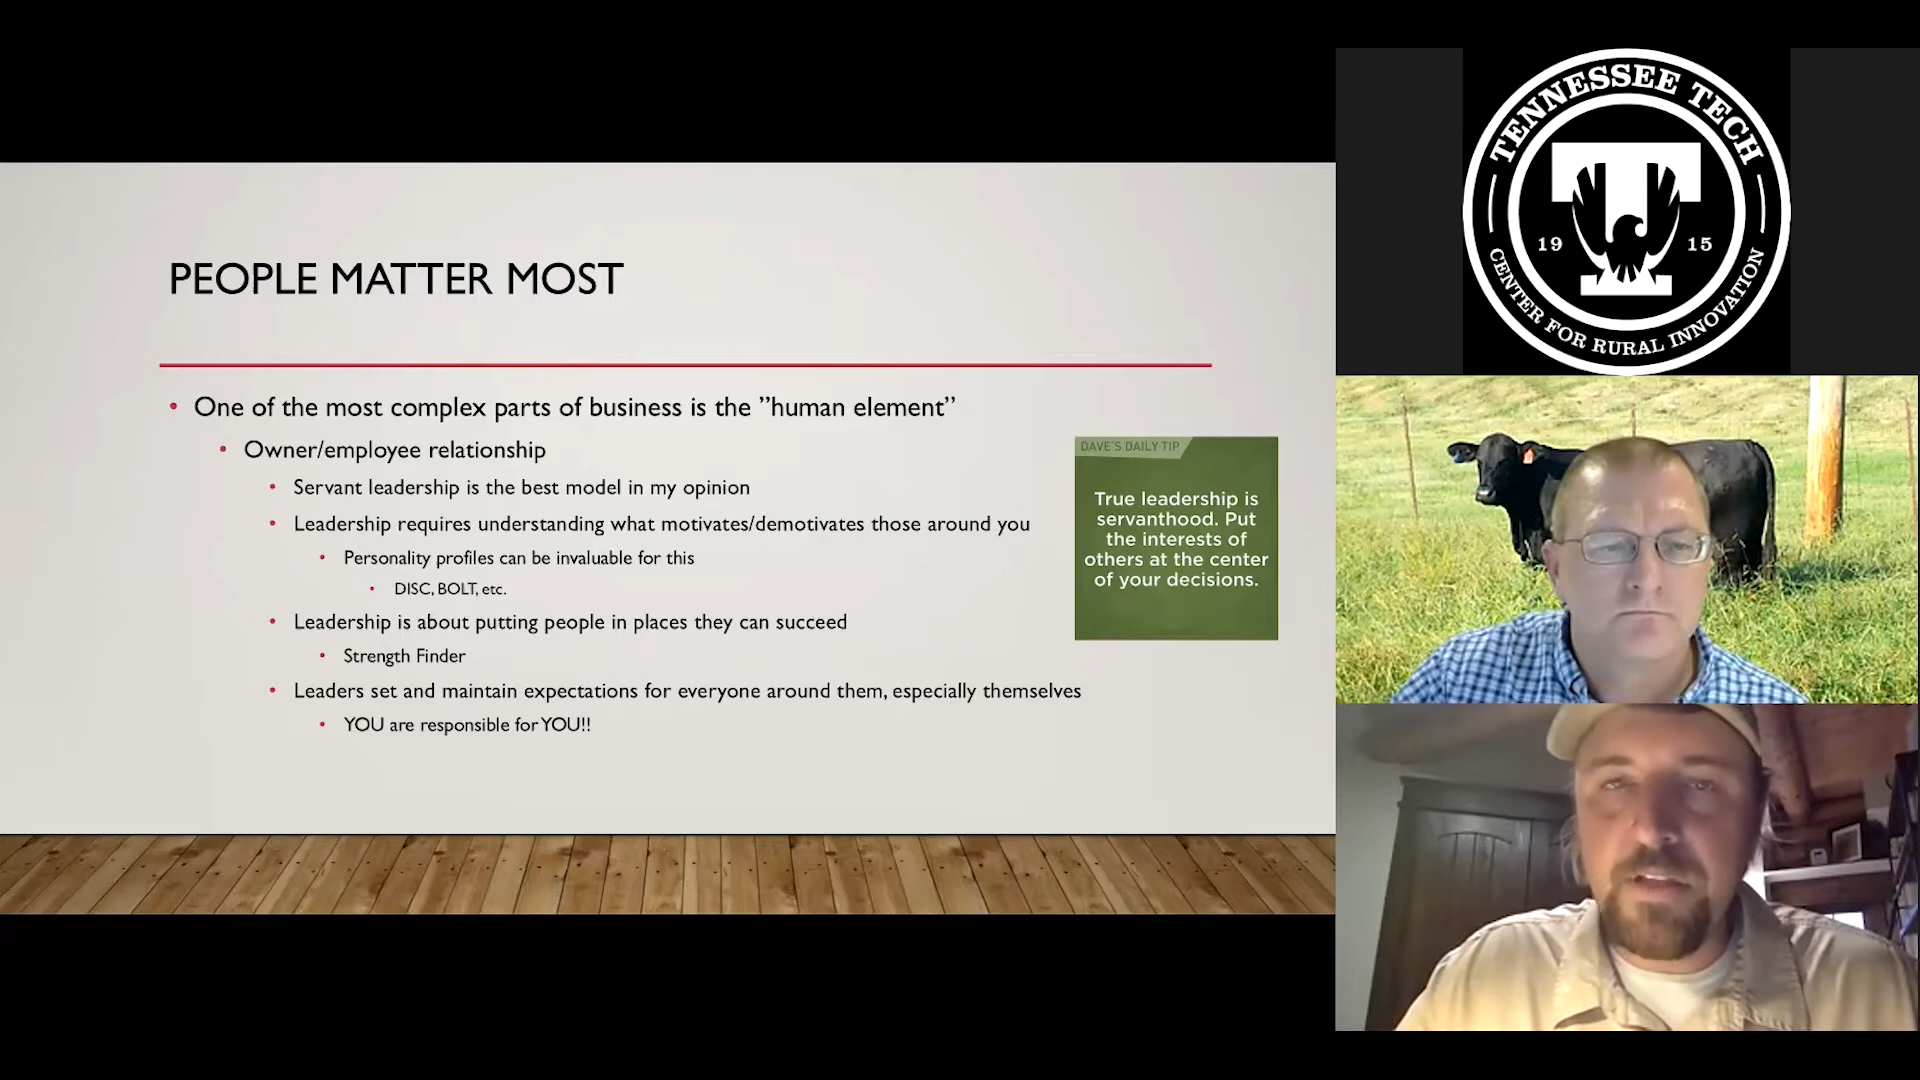 PEOPLE MATTER MOST
• One of the most complex parts of business is the ”human element”
• Owner/employee relationship
• Servant leadership is the best model in my opinion
• Leadership requires understanding what motivates/demotivates those around you
• Personality profiles can be invaluable for this
• DISC, BOLT, etc.
• Leadership is about putting people in places they can succeed
• Strength Finder
• Leaders set and maintain expectations for everyone around them, especially themselves
• YOU are responsible for YOU!!
DAVE'S DAILY TIP
True leadership is
servanthood. Put
the interests of
others at the center
of your decisions.
TENNESSEE TECH
T
19 15
CENTER FOR RURAL INNOVATION